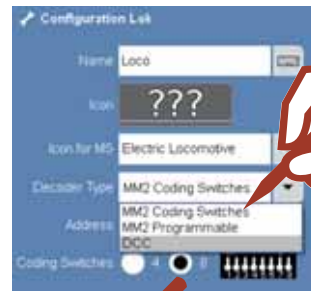 Configuration Lok
Name Loco
Icon ???
Icon for MS Electric Locomotive
Decoder Type MM2 Coding Switches
MM2 Coding Switches
MM2 Programmable
Address
DCC
Coding Switches 4 8